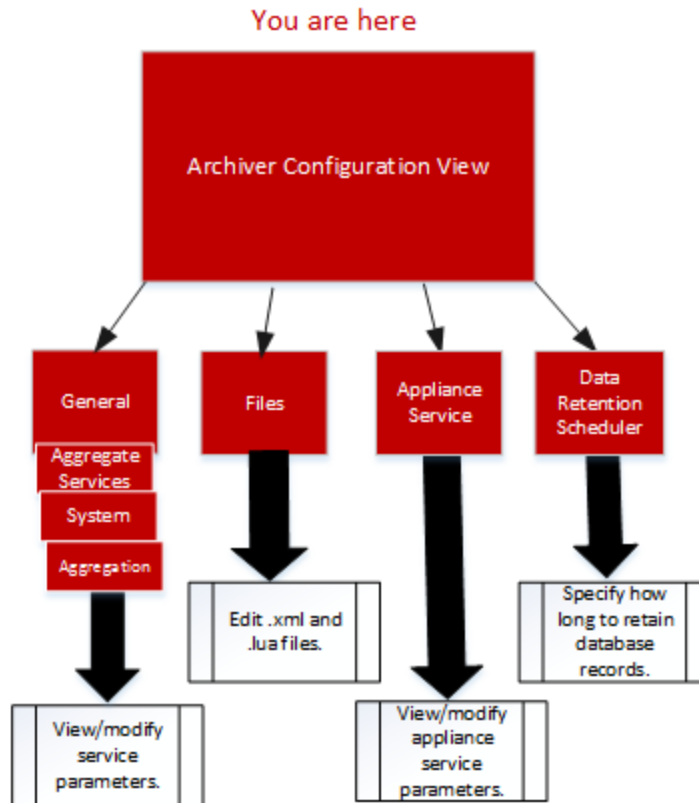 You are here
Archiver Configuration View
General
Files
Appliance
Service
Data
Retention
Scheduler
Aggregate
Services
System
Aggregation
Edit .xml and
.lua files.
Specify how
long to retain
database
records.
View/modify
service
parameters.
View/modify
appliance
service
parameters.